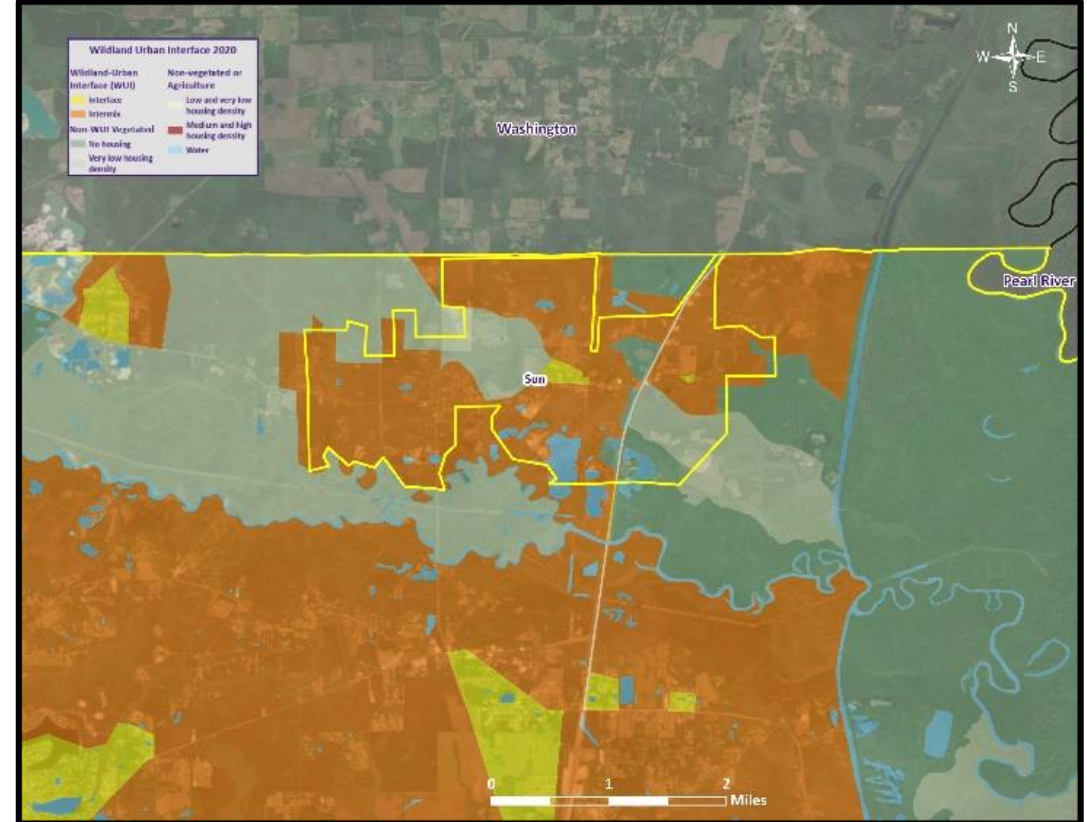 Wildland Urban Interface 2020
Wildland-Urban
Interface (WUI)
Interface
Intermix
Non-WUI Vegetated
No housing
Very low housing
density
Non-vegetated or
Agriculture
Low and very low
housing density
Medium and high
housing density
Water
N
W E
S
Washington
Pearl River
Sun
0 1 2
Miles